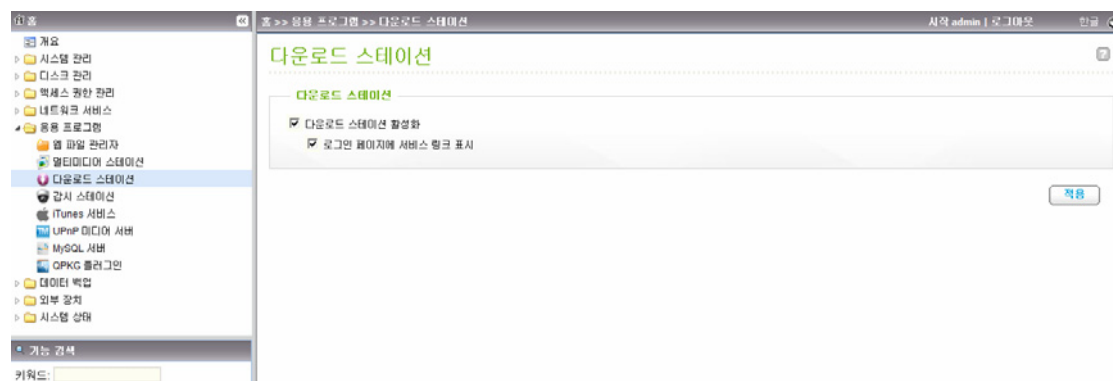 홈
홈 >> 응용 프로그램 >> 다운로드 스테이션
시작 admin | 로그아웃
한글
개요
시스템 관리
디스크 관리
액세스 권한 관리
네트워크 서비스
응용 프로그램
웹 파일 관리자
멀티미디어 스테이션
다운로드 스테이션
감시 스테이션
iTunes 서비스
UPnP 미디어 서버
MySQL 서버
QPKG 플러그인
데이터 백업
외부 장치
시스템 상태
기능 검색
키워드:
다운로드 스테이션
다운로드 스테이션
다운로드 스테이션 활성화
로그인 페이지에 서비스 링크 표시
적용